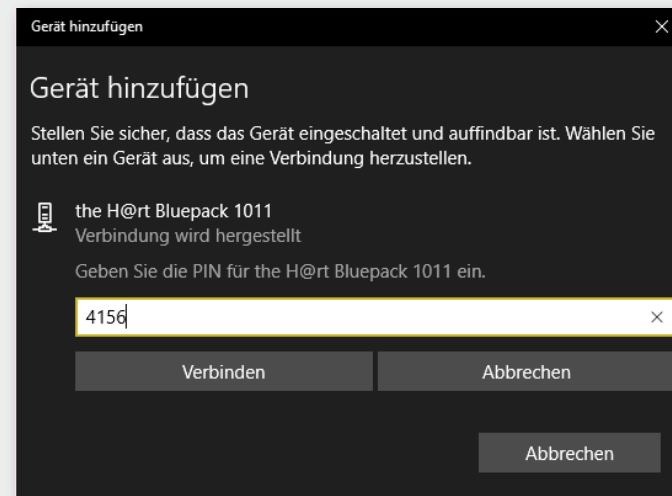 Gerät hinzufügen
Gerät hinzufügen
Stellen Sie sicher, dass das Gerät eingeschaltet und auffindbar ist. Wählen Sie
unten ein Gerät aus, um eine Verbindung herzustellen.
the H@rt Bluepack 1011
Verbindung wird hergestellt
Geben Sie die PIN für the H@rt Bluepack 1011 ein.
4156
Verbinden Abbrechen
Abbrechen